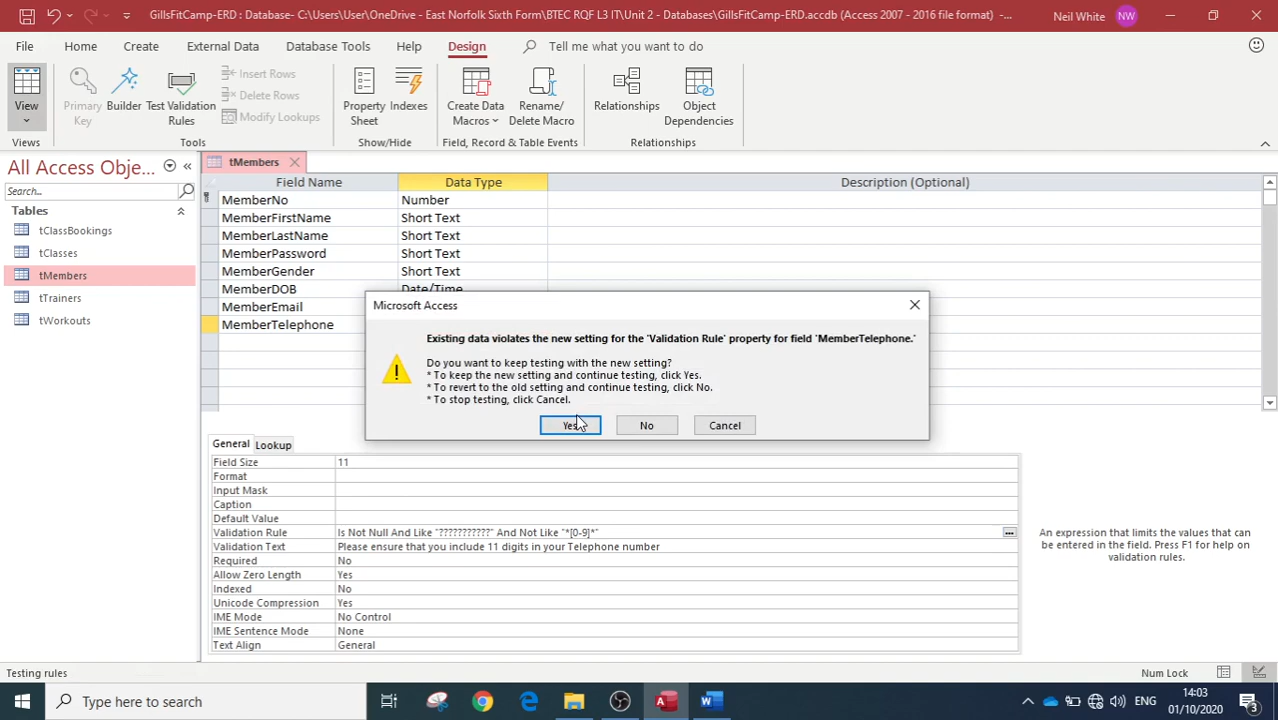 GillsFitCamp-ERD : Database- C:\Users\User\OneDrive - East Norfolk Sixth Form\BTEC RQF L3 IT\Unit 2 - Databases\GillsFitCamp-ERD.accdb (Access 2007 - 2016 file format) -...
Neil White
NW
File
Home
Create
External Data
Database Tools
Help
Design
Tell me what you want to do
View
Primary Key
Builder
Test Validation Rules
Insert Rows
Delete Rows
Modify Lookups
Property Sheet
Indexes
Create Data Macros
Rename/ Delete Macro
Relationships
Object Dependencies
Views
Tools
Show/Hide
Field, Record & Table Events
Relationships
All Access Obje...
Search...
Tables
tClassBookings
tClasses
tMembers
tTrainers
tWorkouts
tMembers
Field Name Data Type Description (Optional)
MemberNo Number
MemberFirstName Short Text
MemberLastName Short Text
MemberPassword Short Text
MemberGender Short Text
MemberDOB Date/Time
MemberEmail
MemberTelephone
Microsoft Access
Existing data violates the new setting for the 'Validation Rule' property for field 'MemberTelephone.'
Do you want to keep testing with the new setting?
* To keep the new setting and continue testing, click Yes.
* To revert to the old setting and continue testing, click No.
* To stop testing, click Cancel.
Yes No Cancel
General Lookup
Field Size 11
Format
Input Mask
Caption
Default Value
Validation Rule Is Not Null And Like "???????????" And Not Like "*[0-9]*"
Validation Text Please ensure that you include 11 digits in your Telephone number
Required No
Allow Zero Length Yes
Indexed No
Unicode Compression Yes
IME Mode No Control
IME Sentence Mode None
Text Align General
An expression that limits the values that can
be entered in the field. Press F1 for help on
validation rules.
Testing rules
Num Lock
Type here to search
ENG
14:03
01/10/2020
3